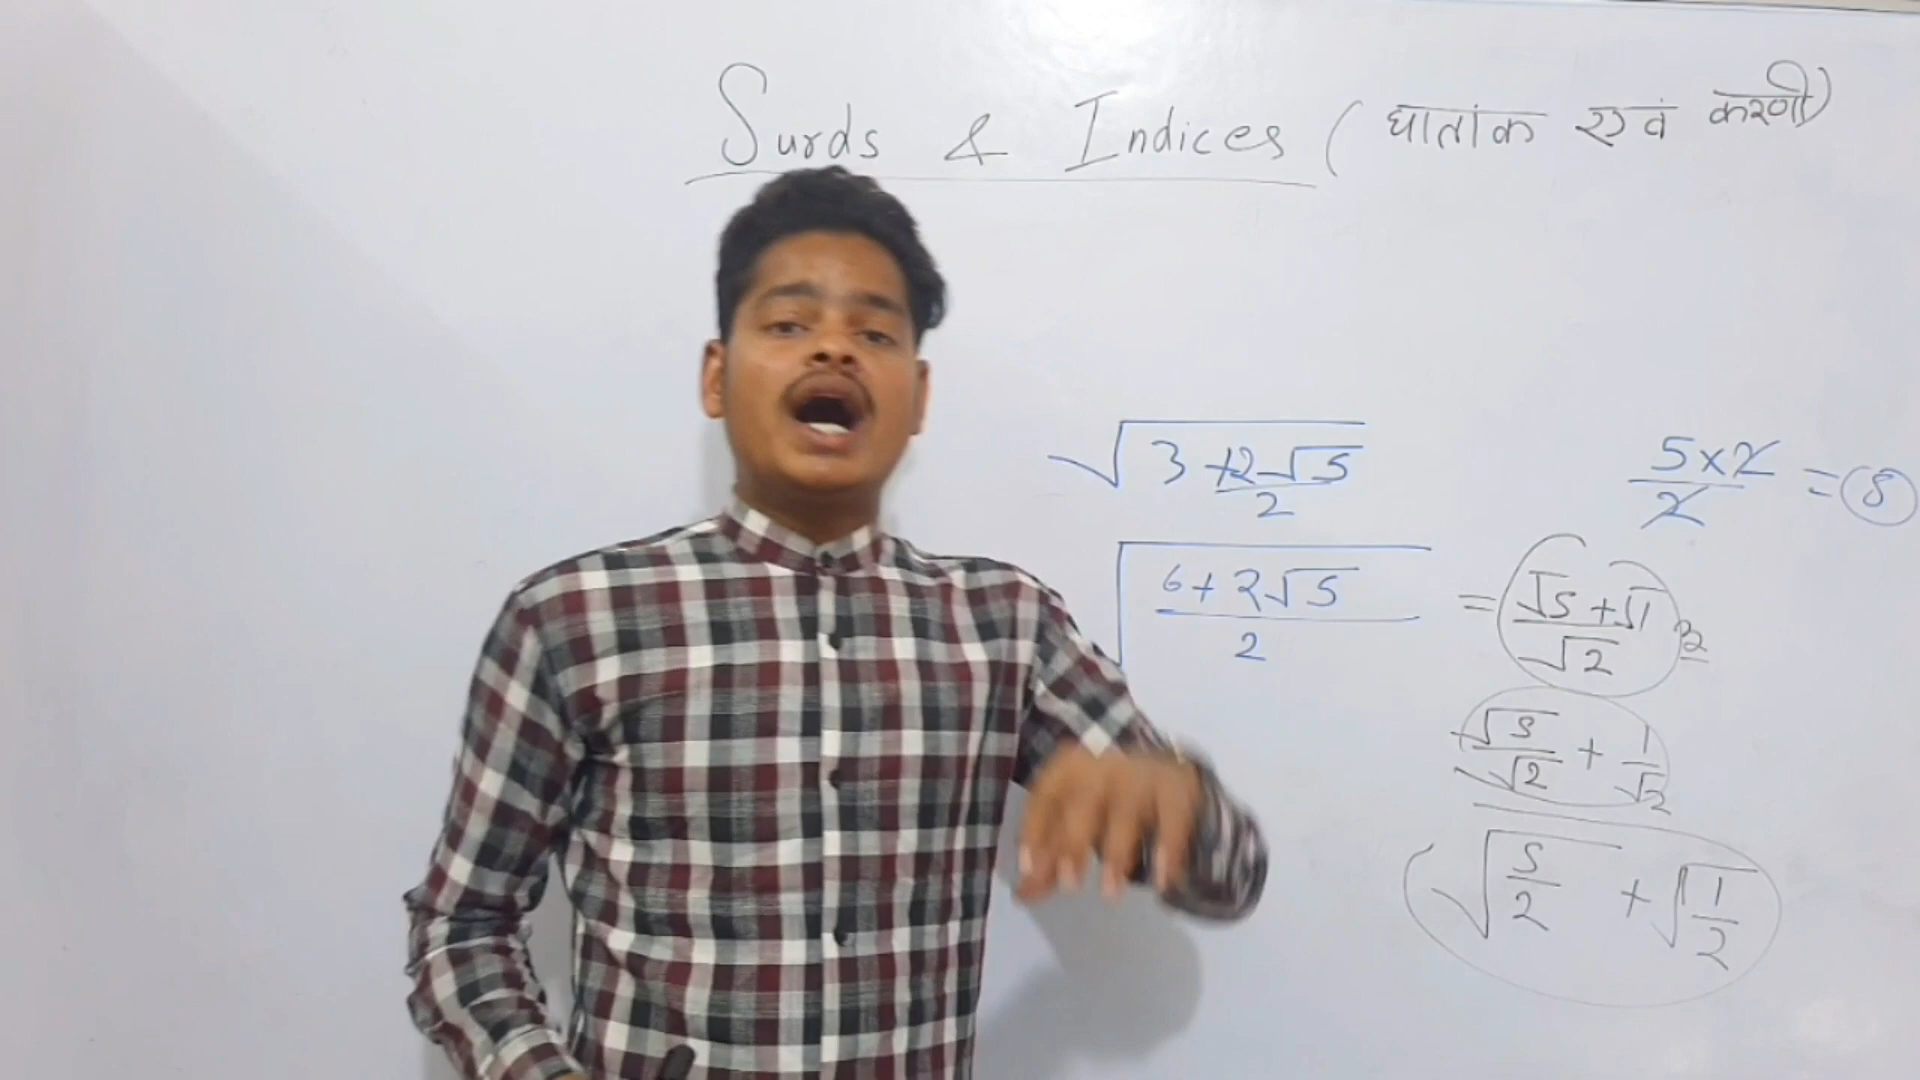 Surds & Indices ( घातांक एवं करणी)
√3+2√5/2
5×2/2 = 5
√6+2√5/2 = √5+√1/√2
√5/√2 + 1/√2
√5/2 + √1/2